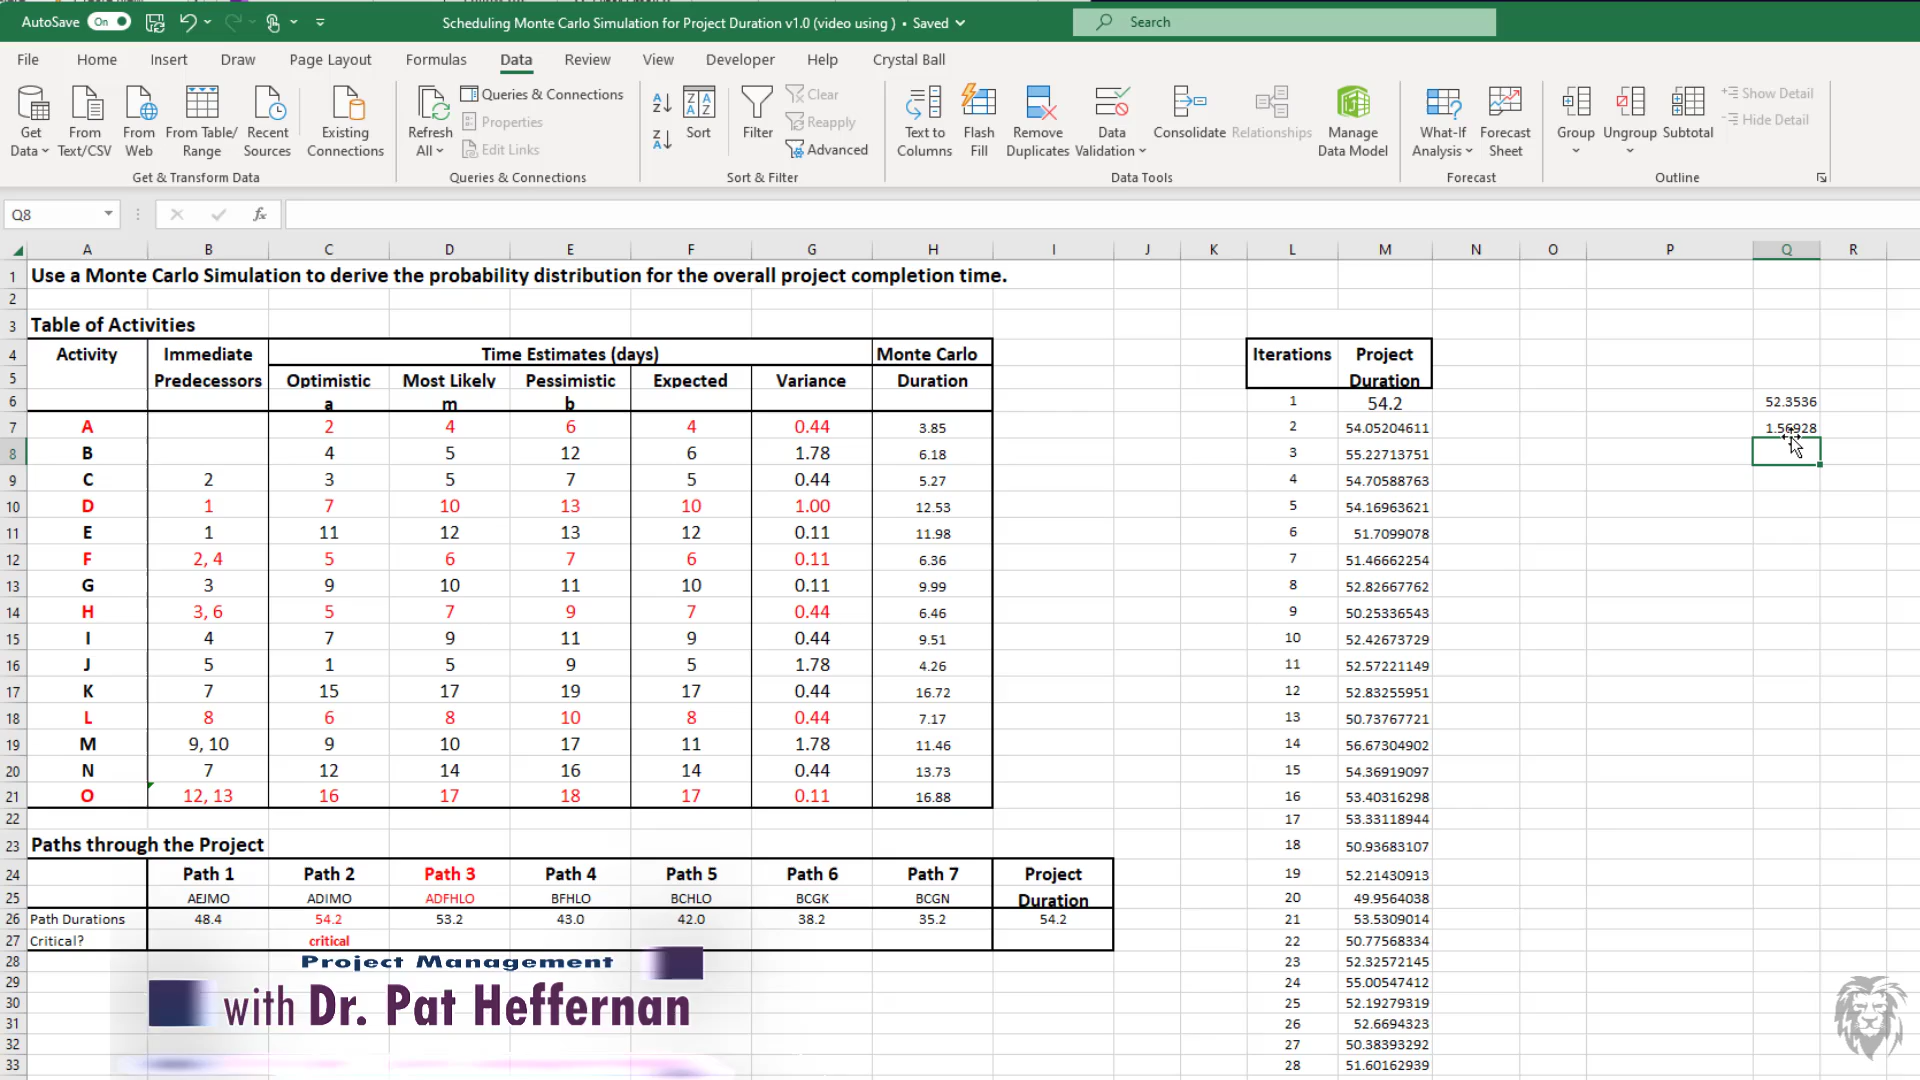 AutoSave On Scheduling Monte Carlo Simulation for Project Duration v1.0 (video using ) • Saved Search
File Home Insert Draw Page Layout Formulas Data Review View Developer Help Crystal Ball
Get Data From Text/CSV From Web From Table/ Range Recent Sources Existing Connections
Get & Transform Data
Refresh All Queries & Connections Properties Edit Links
Queries & Connections
Sort Filter Clear Reapply Advanced
Sort & Filter
Text to Columns Flash Fill Remove Duplicates Data Validation Consolidate Relationships Manage Data Model
Data Tools
What-If Analysis Forecast Sheet
Forecast
Group Ungroup Subtotal Show Detail Hide Detail
Outline
Q8 fx
A B C D E F G H I J K L M N O P Q R
1 Use a Monte Carlo Simulation to derive the probability distribution for the overall project completion time.
2
3 Table of Activities
4 Activity Immediate Time Estimates (days) Monte Carlo Iterations Project
5 Predecessors Optimistic Most Likely Pessimistic Expected Variance Duration Duration
6 a m b 1 54.2 52.3536
7 A 2 4 6 4 0.44 3.85 2 54.05204611 1.56928
8 B 4 5 12 6 1.78 6.18 3 55.22713751
9 C 2 3 5 7 5 0.44 5.27 4 54.70588763
10 D 1 7 10 13 10 1.00 12.53 5 54.16963621
11 E 1 11 12 13 12 0.11 11.98 6 51.7099078
12 F 2, 4 5 6 7 6 0.11 6.36 7 51.46662254
13 G 3 9 10 11 10 0.11 9.99 8 52.82667762
14 H 3, 6 5 7 9 7 0.44 6.46 9 50.25336543
15 I 4 7 9 11 9 0.44 9.51 10 52.42673729
16 J 5 1 5 9 5 1.78 4.26 11 52.57221149
17 K 7 15 17 19 17 0.44 16.72 12 52.83255951
18 L 8 6 8 10 8 0.44 7.17 13 50.73767721
19 M 9, 10 9 10 17 11 1.78 11.46 14 56.67304902
20 N 7 12 14 16 14 0.44 13.73 15 54.36919097
21 O 12, 13 16 17 18 17 0.11 16.88 16 53.40316298
22 17 53.33118944
23 Paths through the Project 18 50.93683107
24 Path 1 Path 2 Path 3 Path 4 Path 5 Path 6 Path 7 Project 19 52.21430913
25 AEJMO ADIMO ADFHLO BFHLO BCHLO BCGK BCGN Duration 20 49.9564038
26 Path Durations 48.4 54.2 53.2 43.0 42.0 38.2 35.2 54.2 21 53.5309014
27 Critical? critical 22 50.77568334
28 23 52.32572145
29 24 55.00547412
30 25 52.19279319
31 26 52.6694323
32 27 50.38393292
33 28 51.60162939
Project Management
with Dr. Pat Heffernan